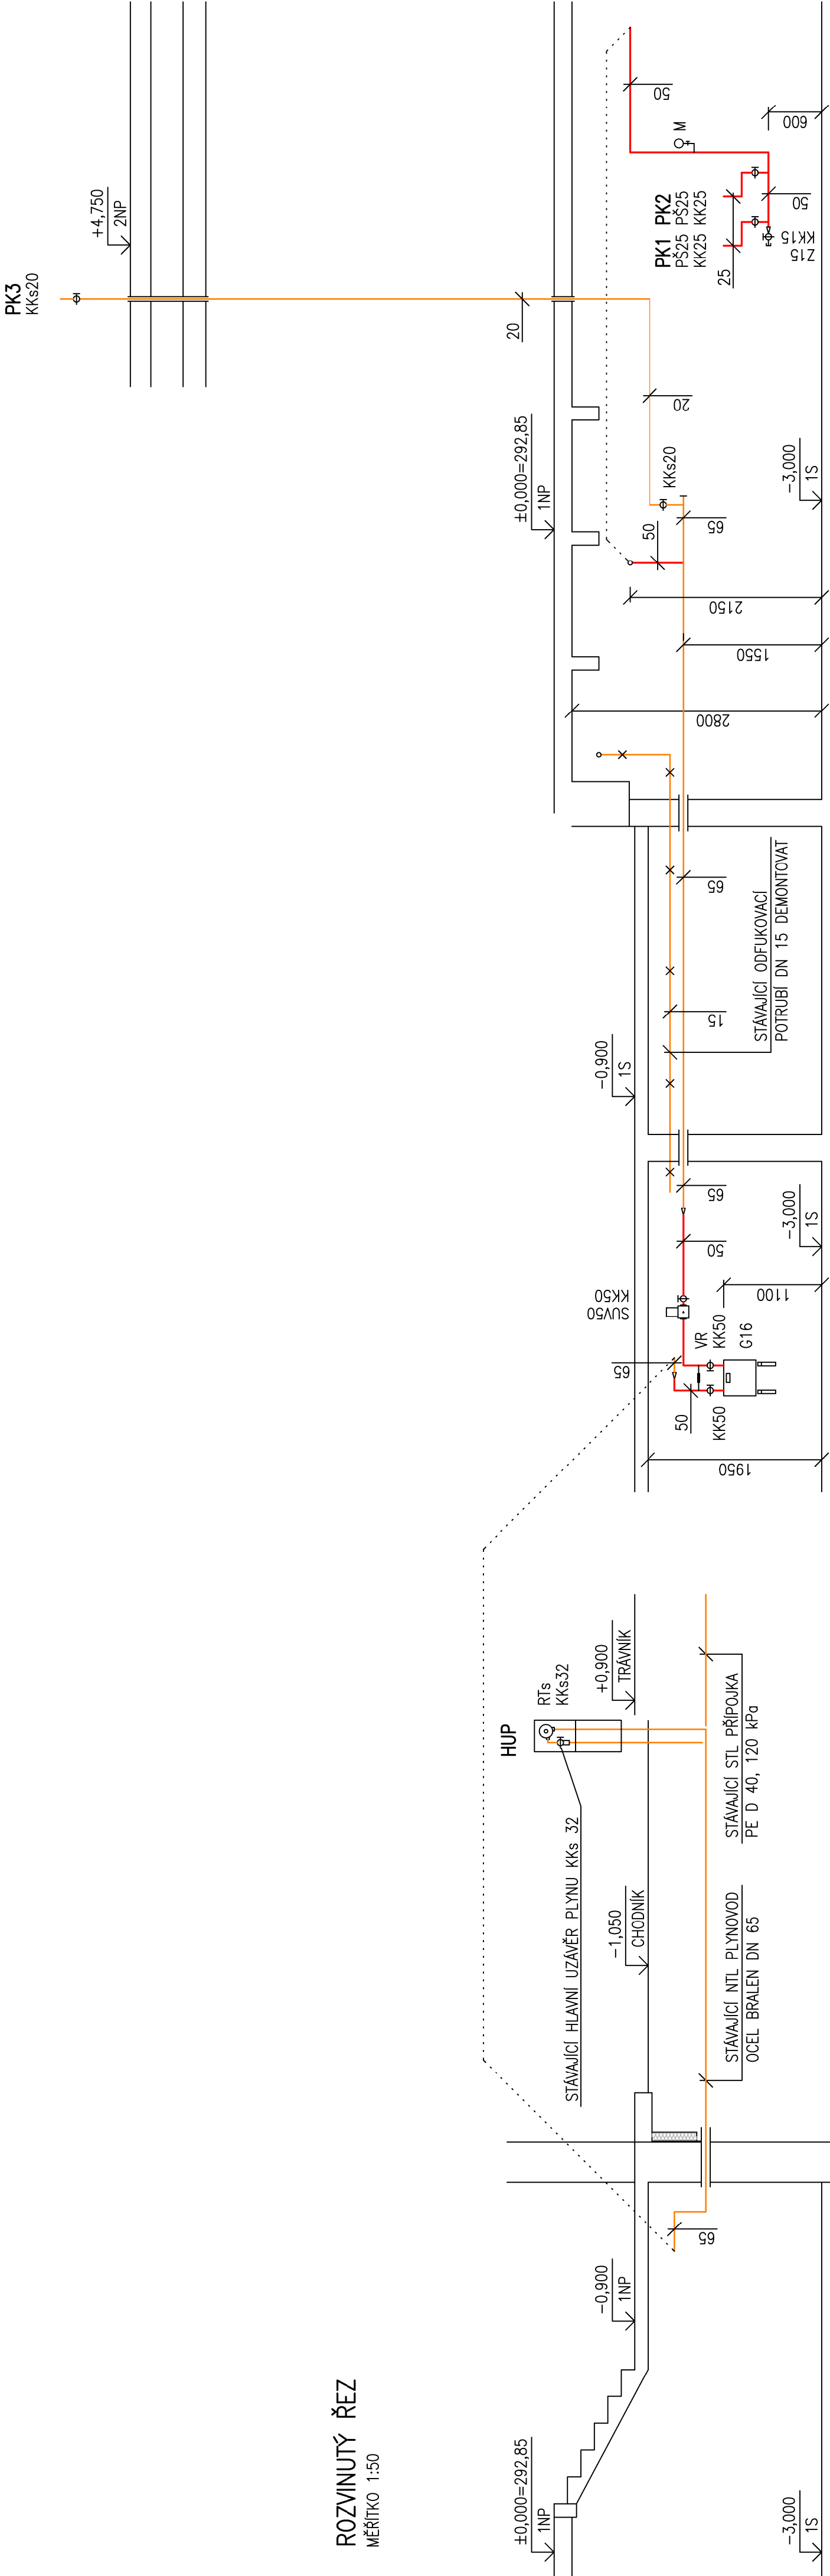 ROZVINUTÝ ŘEZ
MĚŘÍTKO 1:50
±0,000=292,85
1NP
-3,000
1S
-0,900
1NP
65
STÁVAJÍCÍ NTL PLYNOVOD
OCEL BRALEN DN 65
-1,050
CHODNÍK
STÁVAJÍCÍ HLAVNÍ UZÁVĚR PLYNU KKs 32
HUP
RTs
KKs32
STÁVAJÍCÍ STL PŘÍPOJKA
PE D 40, 120 kPa
+0,900
TRÁVNÍK
1950
50
KK50
65
VR
KK50
G16
SUV50
KK50
1100
50
-3,000
1S
65
-0,900
1S
15
STÁVAJÍCÍ ODFUKOVACÍ
POTRUBÍ DN 15 DEMONTOVAT
65
2800
1550
2150
50
65
KKs20
-3,000
1S
±0,000=292,85
1NP
20
20
PK3
KKs20
+4,750
2NP
25
Z15
KK15
50
PK1 PK2
PŠ25 PŠ25
KK25 KK25
M
50
600